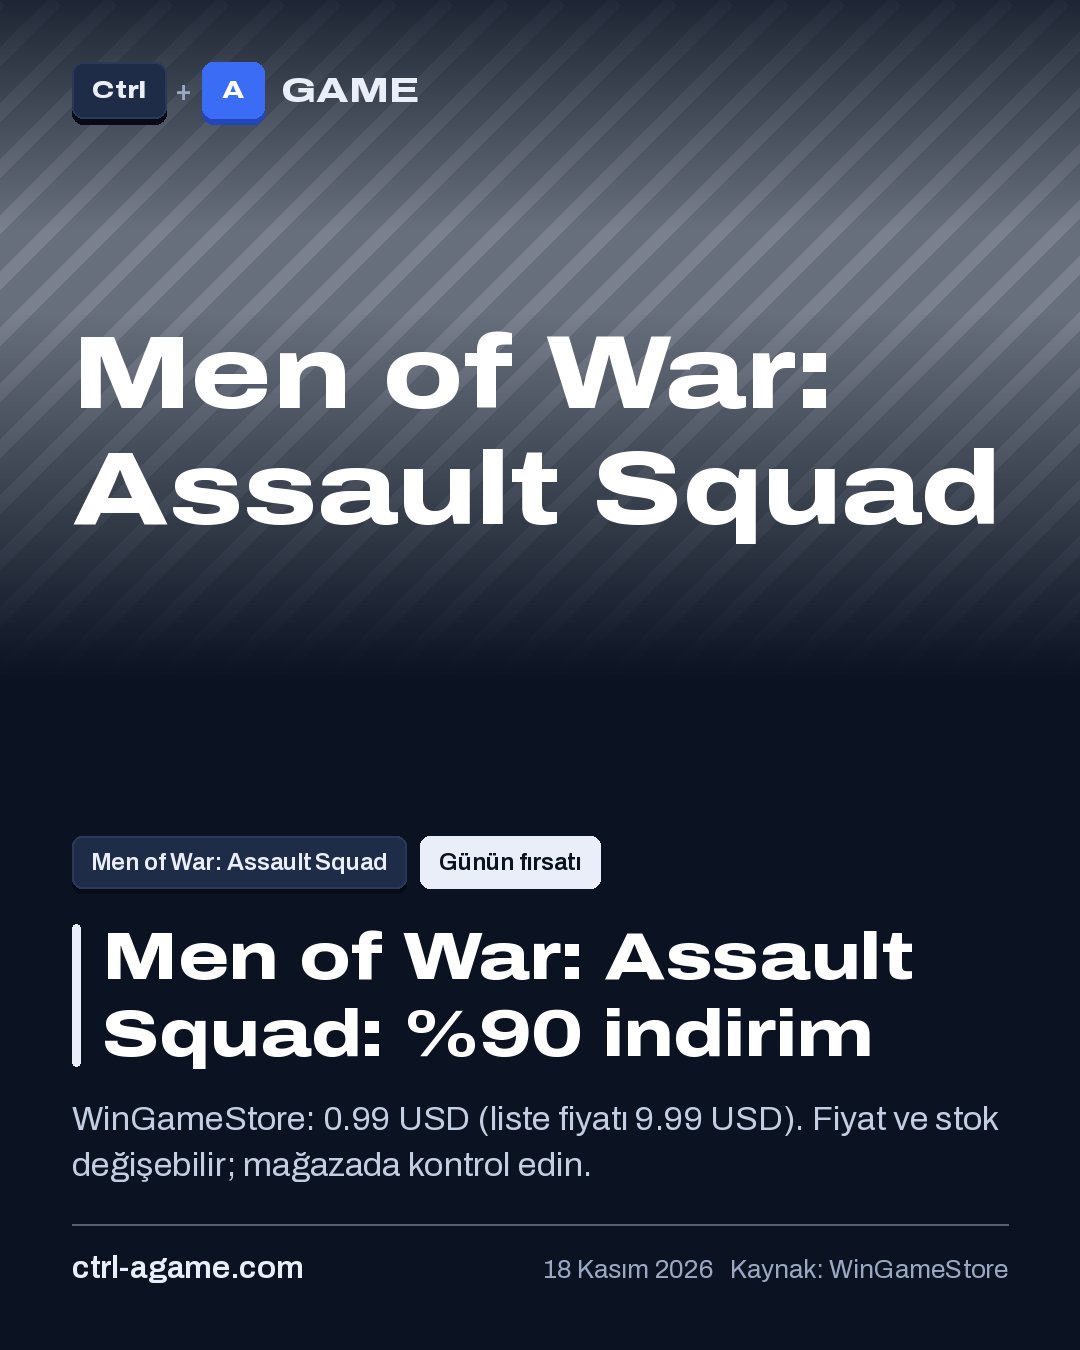 Ctrl + A GAME
Men of War:
Assault Squad
Men of War: Assault Squad
Günün fırsatı
Men of War: Assault
Squad: %90 indirim
WinGameStore: 0.99 USD (liste fiyatı 9.99 USD). Fiyat ve stok
değişebilir; mağazada kontrol edin.
ctrl-agame.com
18 Kasım 2026 Kaynak: WinGameStore